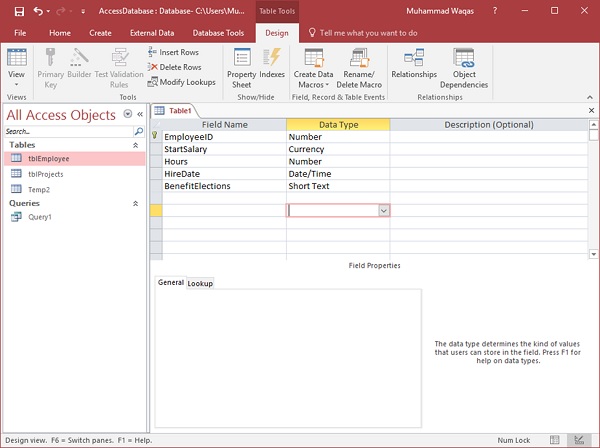 AccessDatabase : Database- C:\Users\Mu... Table Tools Muhammad Waqas
File Home Create External Data Database Tools Design Tell me what you want to do
View Primary Key Builder Test Validation Rules Insert Rows Delete Rows Modify Lookups Property Sheet Indexes Create Data Macros Rename/ Delete Macro Relationships Object Dependencies
Views Tools Show/Hide Field, Record & Table Events Relationships
All Access Objects
Search...
Tables
tblEmployee
tblProjects
Temp2
Queries
Query1
Table1
Field Name Data Type Description (Optional)
EmployeeID Number
StartSalary Currency
Hours Number
HireDate Date/Time
BenefitElections Short Text
Field Properties
General Lookup
The data type determines the kind of values
that users can store in the field. Press F1 for
help on data types.
Design view. F6 = Switch panes. F1 = Help. Num Lock